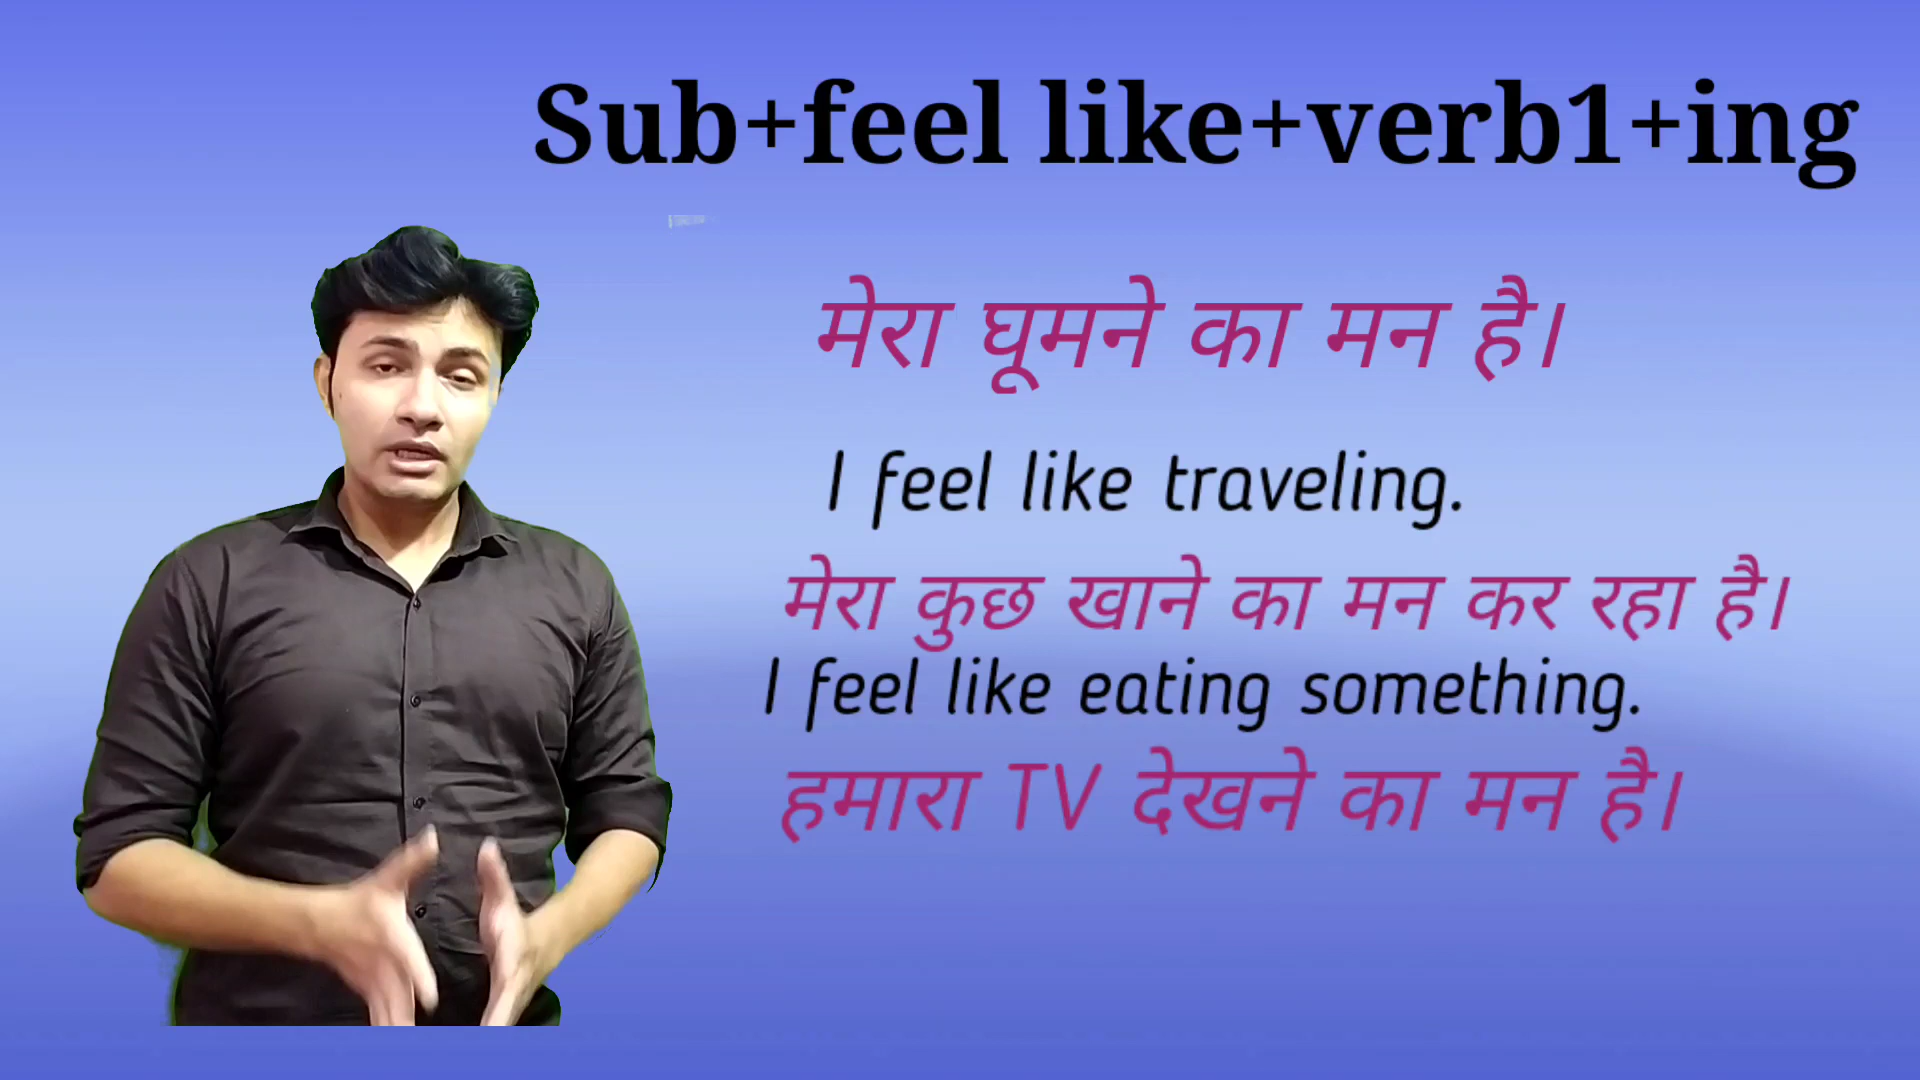 Sub+feel like+verb1+ing
मेरा घूमने का मन है।
I feel like traveling.
मेरा कुछ खाने का मन कर रहा है।
I feel like eating something.
हमारा TV देखने का मन है।